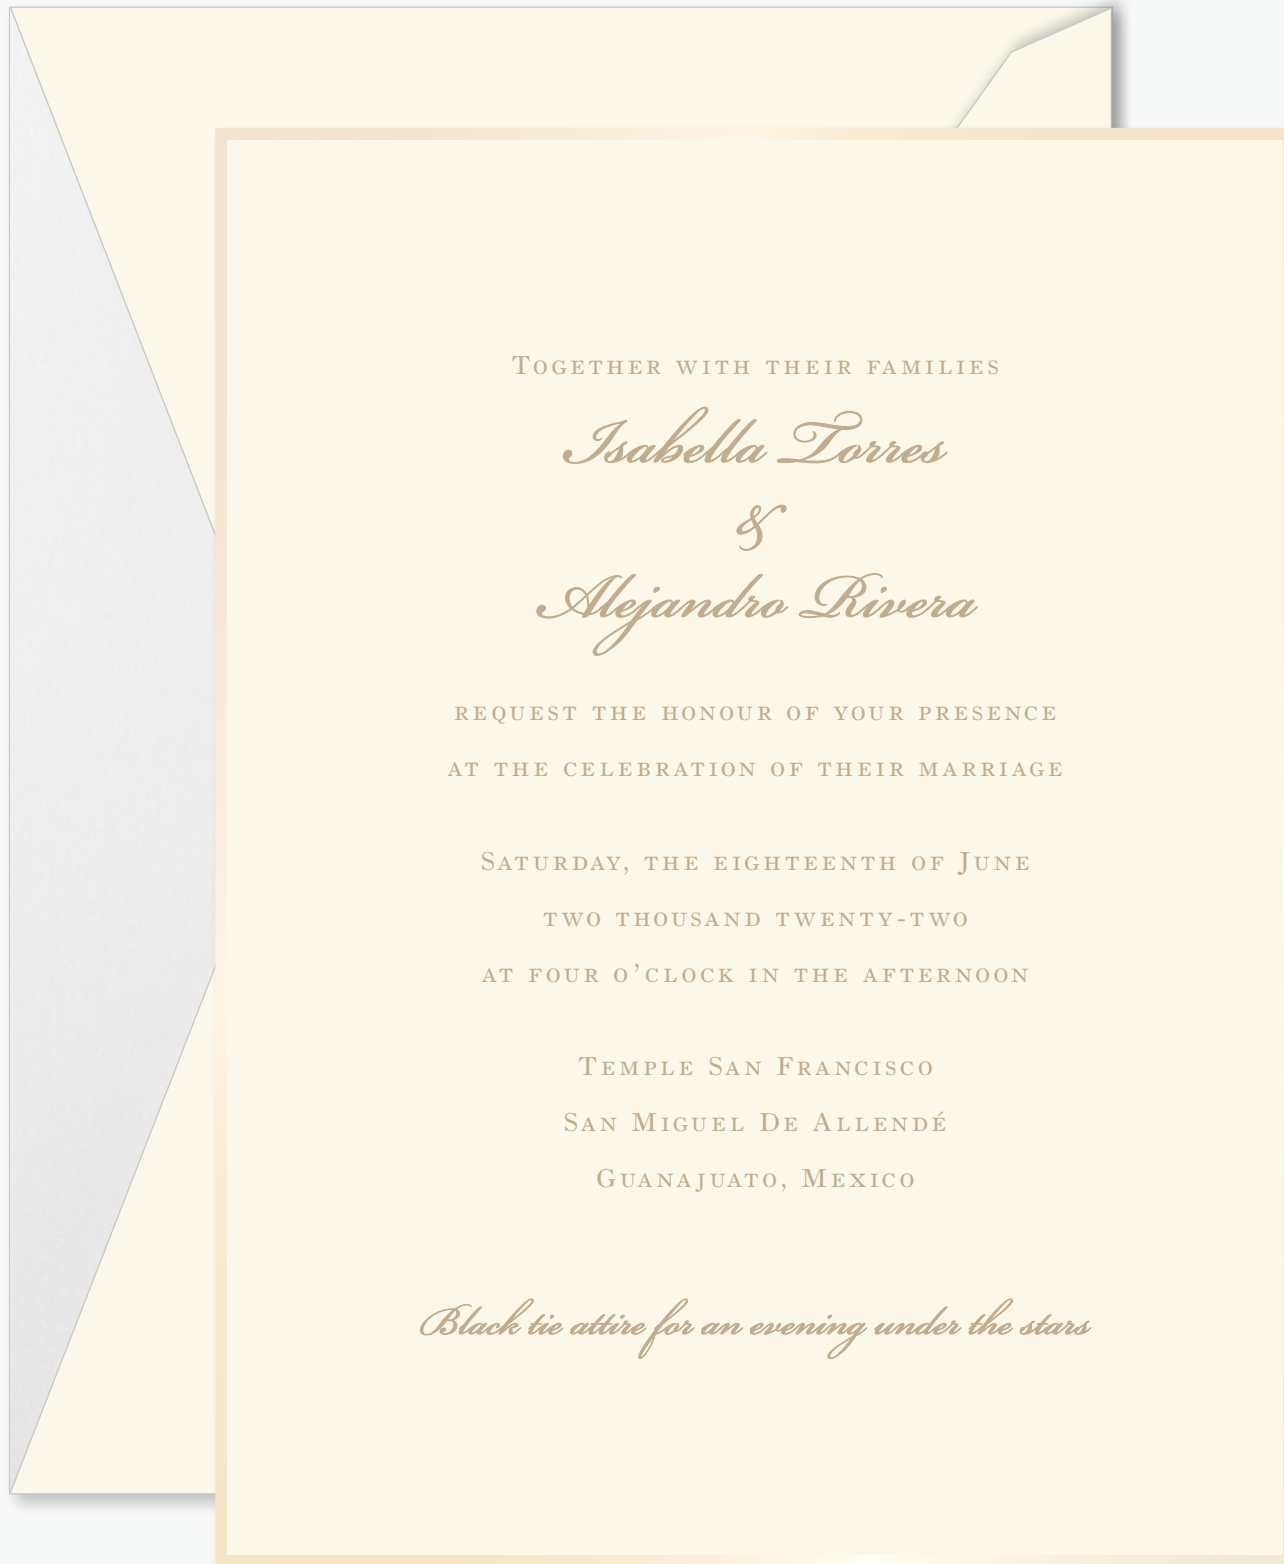 Together with their families
Isabella Torres
&
Alejandro Rivera
request the honour of your presence
at the celebration of their marriage
Saturday, the eighteenth of June
two thousand twenty-two
at four o’clock in the afternoon
Temple San Francisco
San Miguel De Allendé
Guanajuato, Mexico
Black tie attire for an evening under the stars